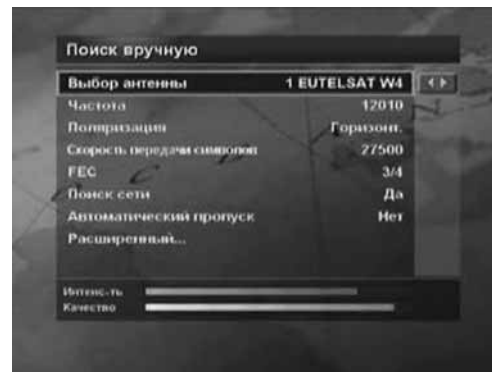 Поиск вручную
Выбор антенны 1 EUTELSAT W4
Частота 12010
Поляризация Горизонт.
Скорость передачи символов 27500
FEC 3/4
Поиск сети Да
Автоматический пропуск Нет
Расширенный...
Интенс-ть
Качество